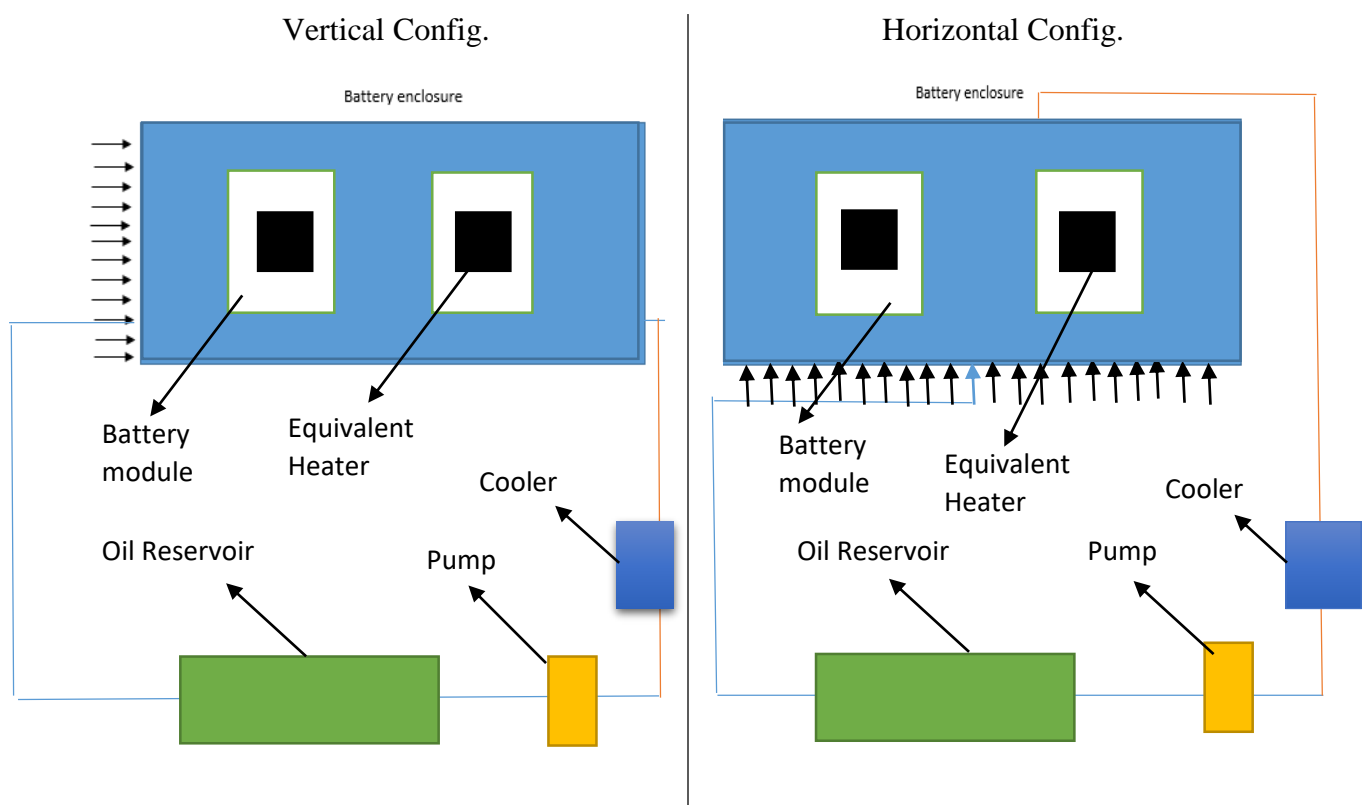 Vertical Config.
Battery enclosure
Battery
module
Equivalent
Heater
Cooler
Oil Reservoir
Pump
Horizontal Config.
Battery enclosure
Battery
module
Equivalent
Heater
Cooler
Oil Reservoir
Pump